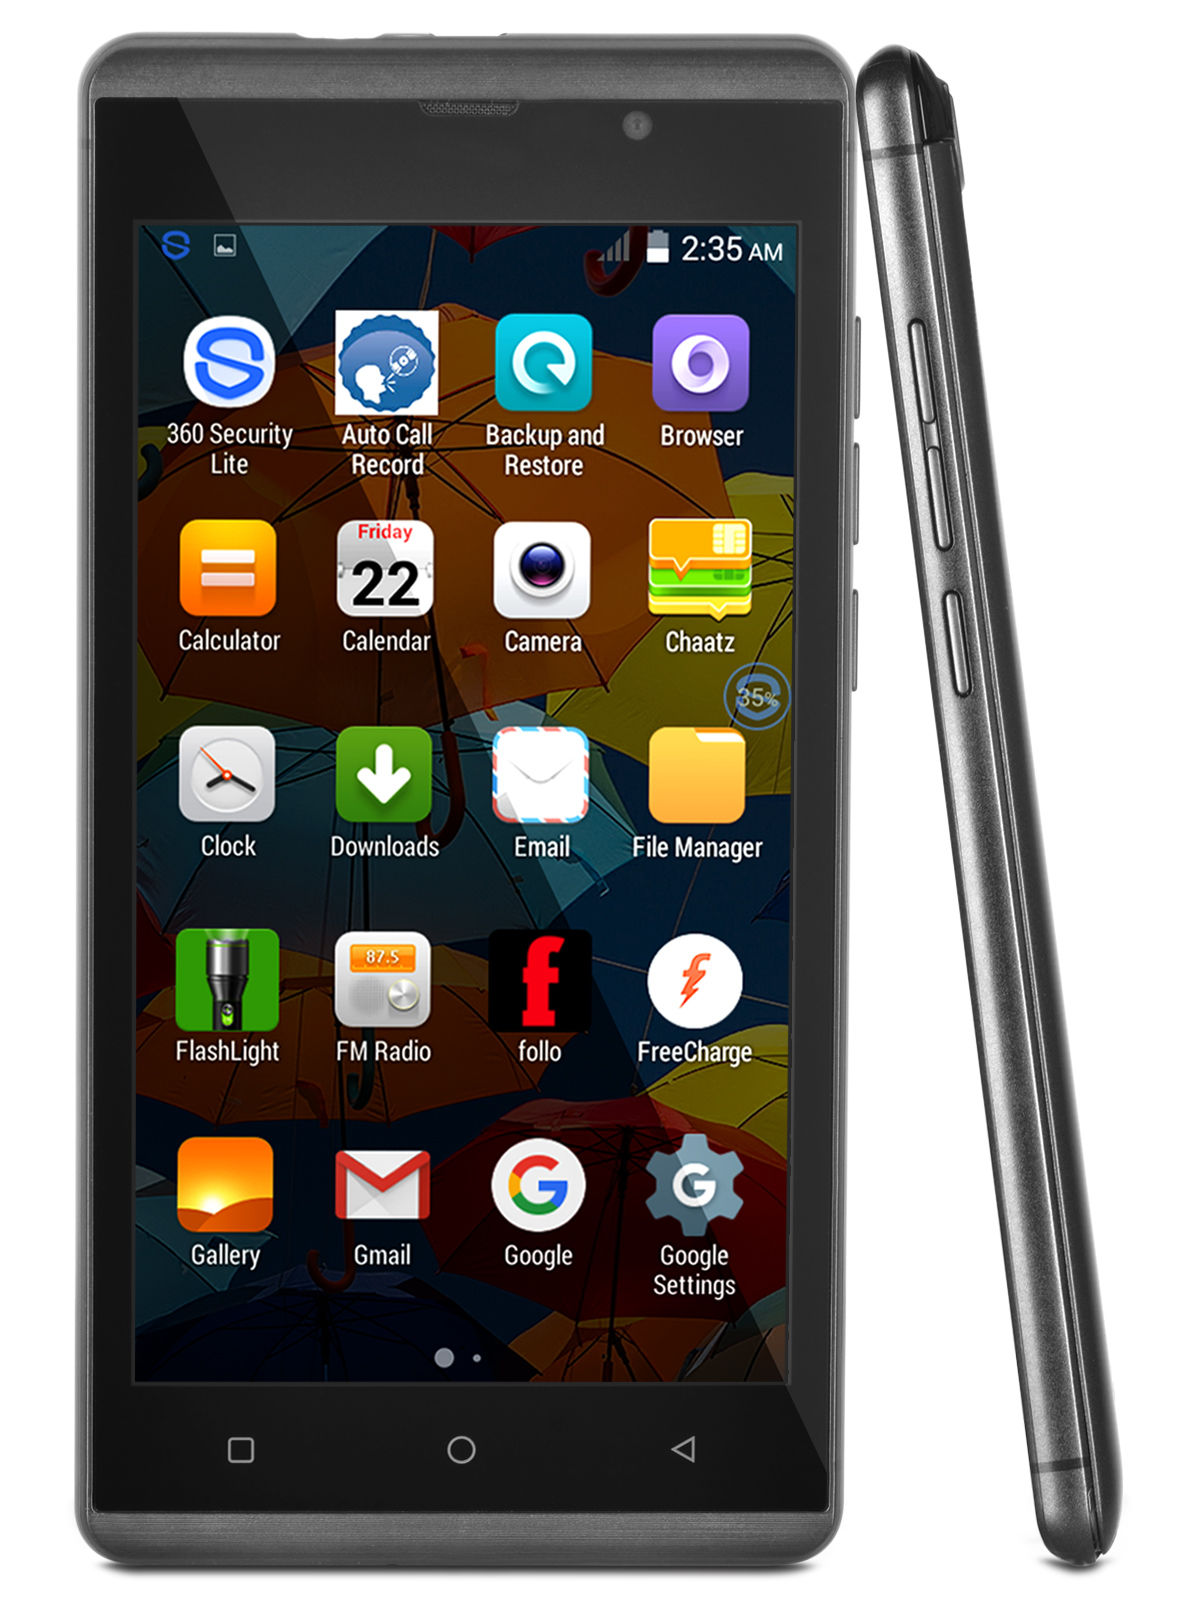 2:35 AM
360 Security
Lite
Auto Call
Record
Backup and
Restore
Browser
Friday
22
Calculator
Calendar
Camera
Chaatz
35%
Clock
Downloads
Email
File Manager
87.5
f
FlashLight
FM Radio
follo
FreeCharge
G
G
Gallery
Gmail
Google
Google
Settings